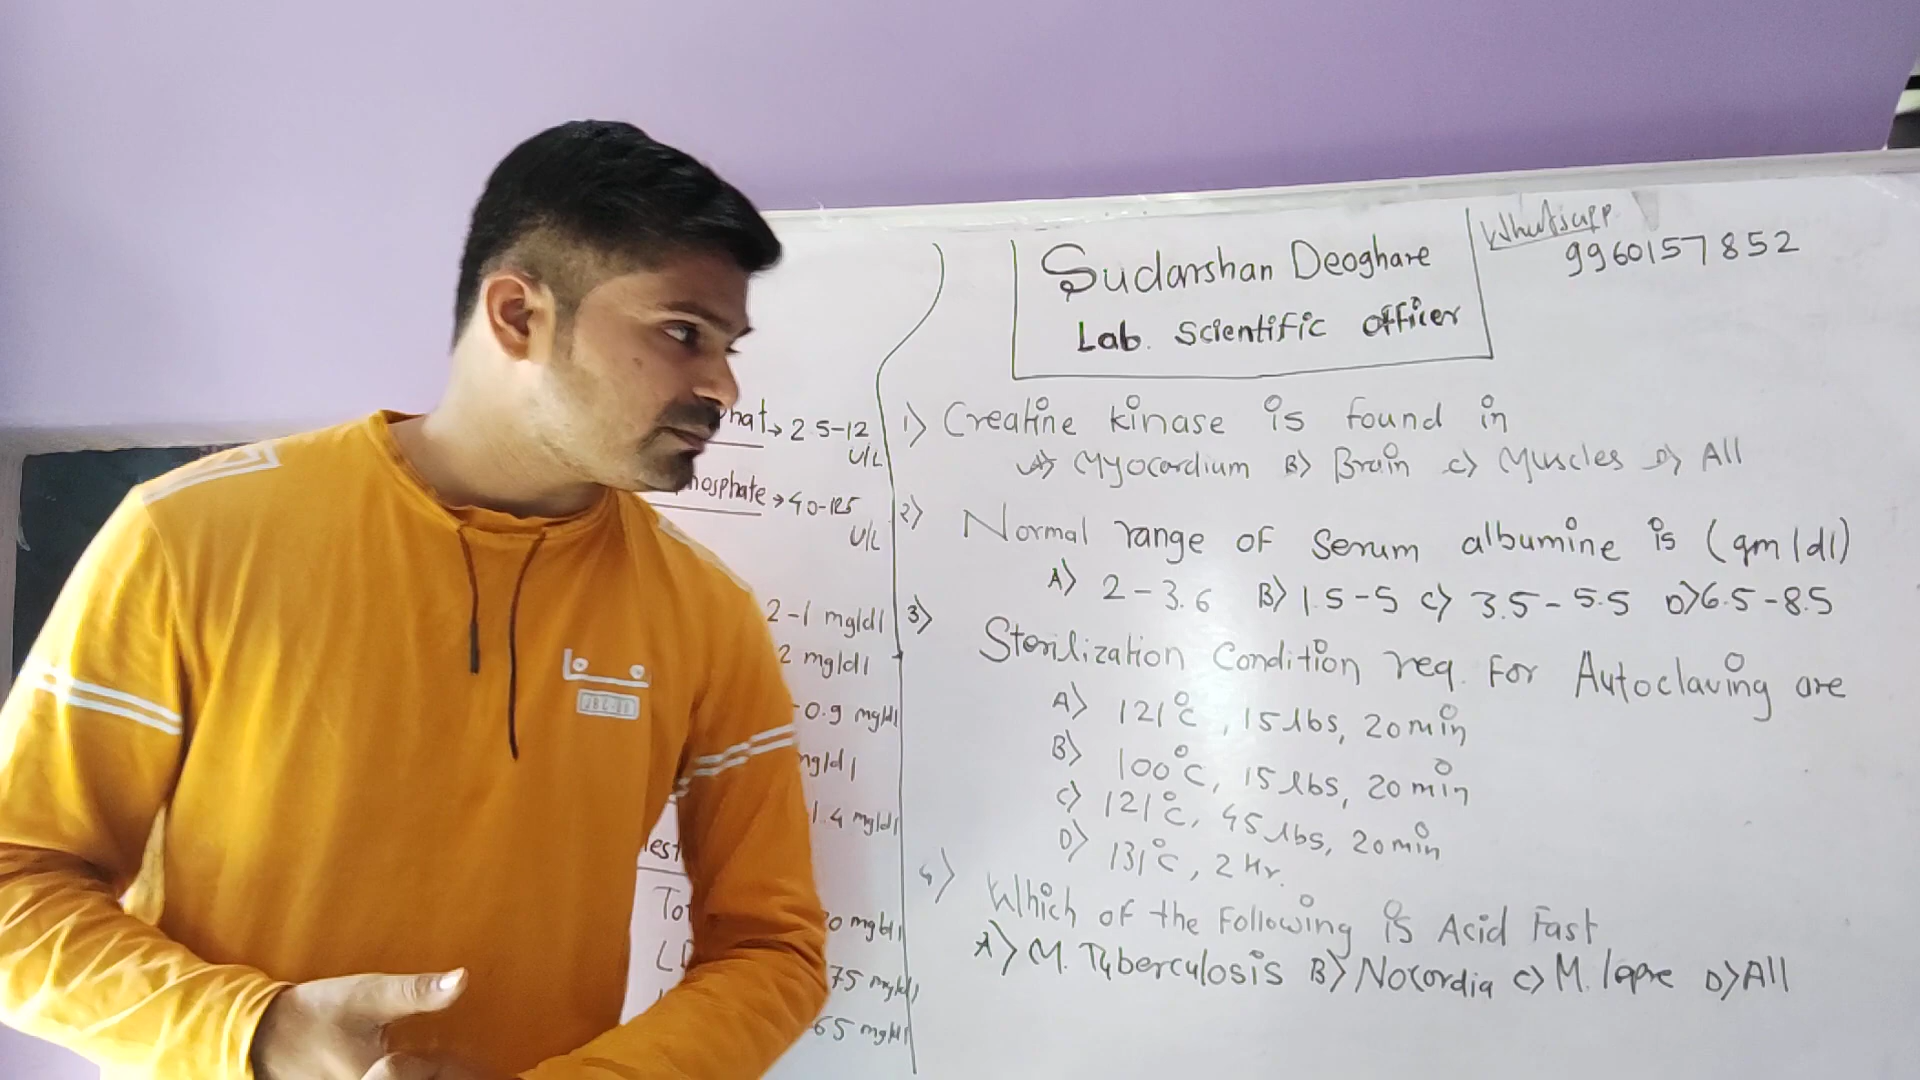 Sudarshan Deoghare
Lab. Scientific officer
Whatsapp
9960157852
hat → 2.5-12
U/L
hosphate → 40-125
U/L
2-1 mg/dl
2 mg/dl
-0.9 mg/dl
mg/dl
1.4 mg/dl
Tot
75 mg/dl
65 mg/dl
1) Creatine kinase is found in
A) Myocardium B) Brain C) Muscles D) All
2) Normal range of Serum albumine is (gm/dl)
A) 2-3.6 B) 1.5-5 C) 3.5-5.5 D) 6.5-8.5
3) Sterilization Condition req. For Autoclaving are
A) 121°C, 15 lbs, 20 min
B) 100°C, 15 lbs, 20 min
C) 121°C, 45 lbs, 20 min
D) 131°C, 2 Hr.
4) Which of the Following is Acid Fast
A) M. Tuberculosis B) Nocordia C) M. lapre D) All